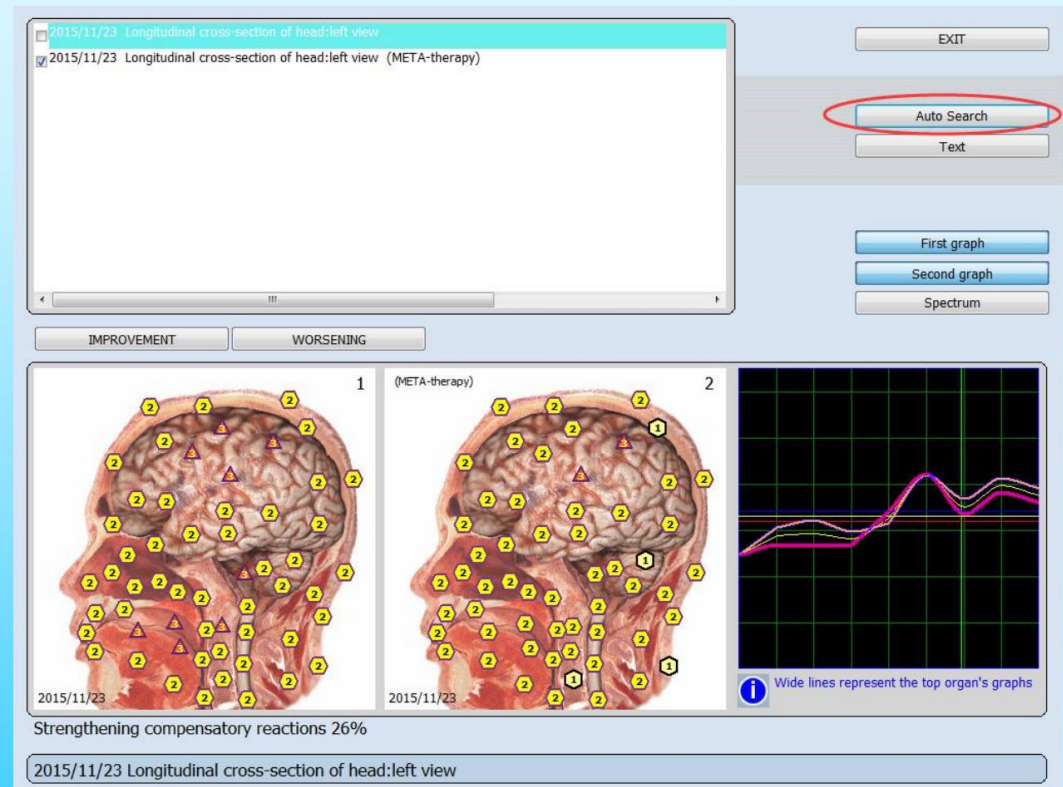 2015/11/23 Longitudinal cross-section of head:left view
2015/11/23 Longitudinal cross-section of head:left view (META-therapy)
EXIT
Auto Search
Text
First graph
Second graph
Spectrum
IMPROVEMENT
WORSENING
1
(META-therapy)
2
2015/11/23
2015/11/23
Wide lines represent the top organ's graphs
Strengthening compensatory reactions 26%
2015/11/23 Longitudinal cross-section of head:left view